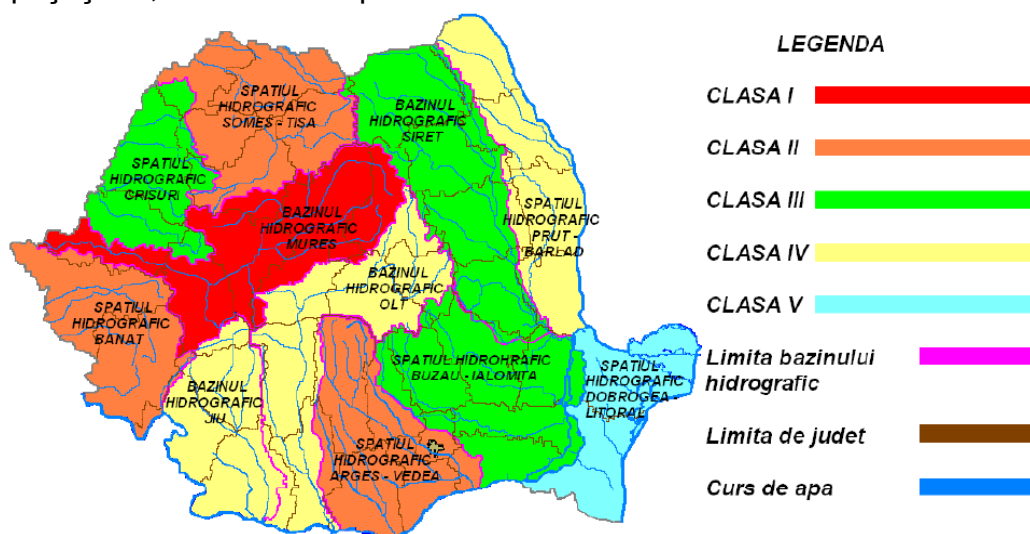 SPATIUL
HIDROGRAFIC
SOMES - TISA
BAZINUL
HIDROGRAFIC
SIRET
SPATIUL
HIDROGRAFIC
CRISURI
BAZINUL
HIDROGRAFIC
MURES
SPATIUL
HIDROGRAFIC
PRUT -
BARLAD
BAZINUL
HIDROGRAFIC
OLT
SPATIUL
HIDROGRAFIC
BANAT
SPATIUL HIDROHRAFIC
BUZAU - IALOMITA
SPATIUL
HIDROGRAFIC
DOBROGEA -
LITORAL
BAZINUL
HIDROGRAFIC
JIU
SPATIUL
HIDROGRAFIC
ARGES - VEDEA
LEGENDA
CLASA I
CLASA II
CLASA III
CLASA IV
CLASA V
Limita bazinului
hidrografic
Limita de judet
Curs de apa